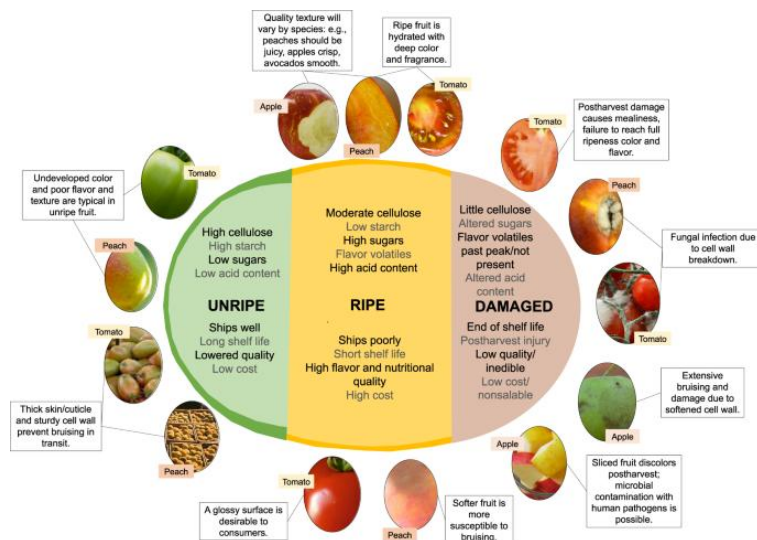 Quality texture will
vary by species: e.g.,
peaches should be
juicy, apples crisp,
avocados smooth.
Ripe fruit is
hydrated with
deep color
and fragrance.
Apple
Peach
Tomato
Tomato
Postharvest damage
causes mealiness,
failure to reach full
ripeness color and
flavor.
Undeveloped color
and poor flavor and
texture are typical in
unripe fruit.
Tomato
Peach
Peach
Fungal infection due to
cell wall
breakdown.
Tomato
High cellulose
High starch
Low sugars
Low acid content
UNRIPE
Ships well
Long shelf life
Lowered quality
Low cost
Moderate cellulose
Low starch
High sugars
Flavor volatiles
High acid content
RIPE
Ships poorly
Short shelf life
High flavor and nutritional
quality
High cost
Little cellulose
Altered sugars
Flavor volatiles
past peak/not
present
Altered acid
content
DAMAGED
End of shelf life
Postharvest injury
Low quality/
inedible
Low cost/
nonsalable
Tomato
Thick skin/cuticle
and sturdy cell wall
prevent bruising in
transit.
Peach
Extensive
bruising and
damage due to
softened cell wall.
Apple
Apple
Sliced fruit discolors
postharvest;
microbial
contamination with
human pathogens is
possible.
Tomato
A glossy surface is
desirable to
consumers.
Peach
Softer fruit is
more
susceptible to
bruising.